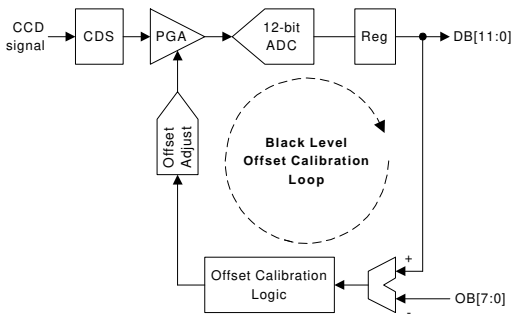 CCD
signal
CDS
PGA
12-bit
ADC
Reg
DB[11:0]
Offset
Adjust
Black Level
Offset Calibration
Loop
+
Offset Calibration
Logic
OB[7:0]
-